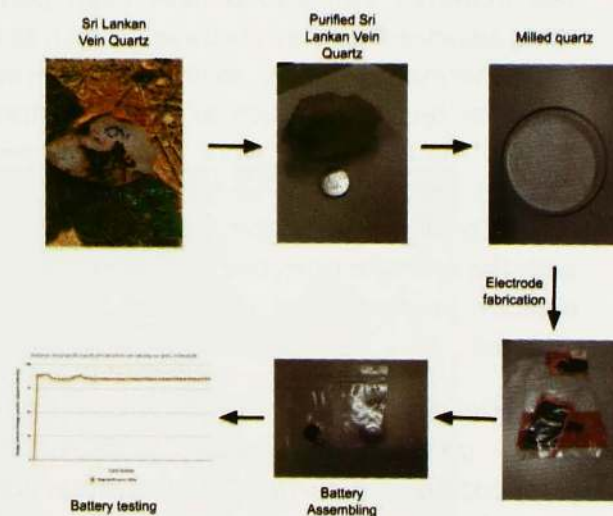 Sri Lankan
Vein Quartz
Purified Sri
Lankan Vein
Quartz
Milled quartz
Electrode
fabrication
Battery
Assembling
Battery testing